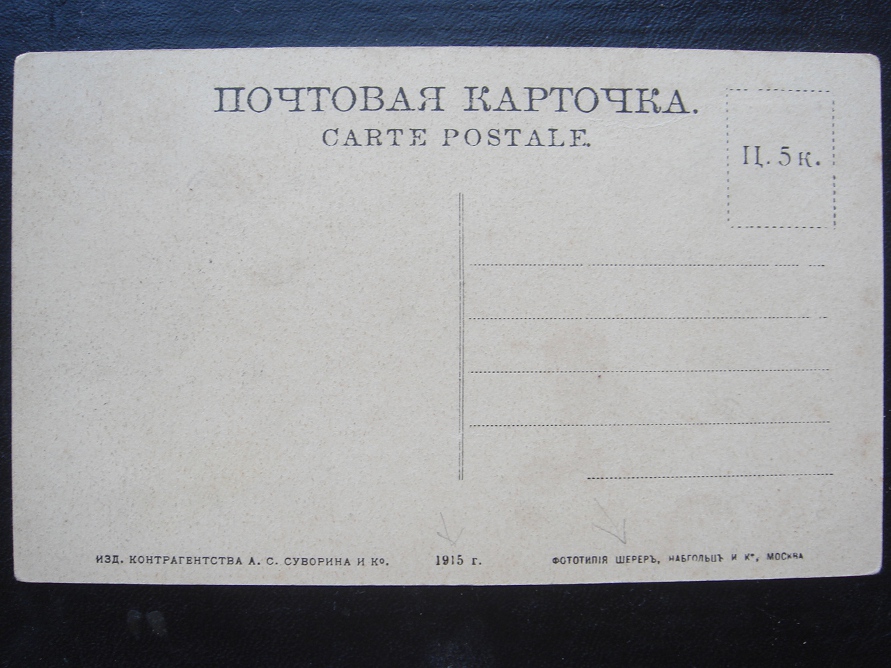 ПОЧТОВАЯ КАРТОЧКА.
CARTE POSTALE.
Ц. 5 к.
ИЗД. КОНТРАГЕНТСТВА А. С. СУВОРИНА И Ко. 1915 г. ФОТОТИПІЯ ШЕРЕРЪ, НАБГОЛЬЦЪ И Ко, МОСКВА